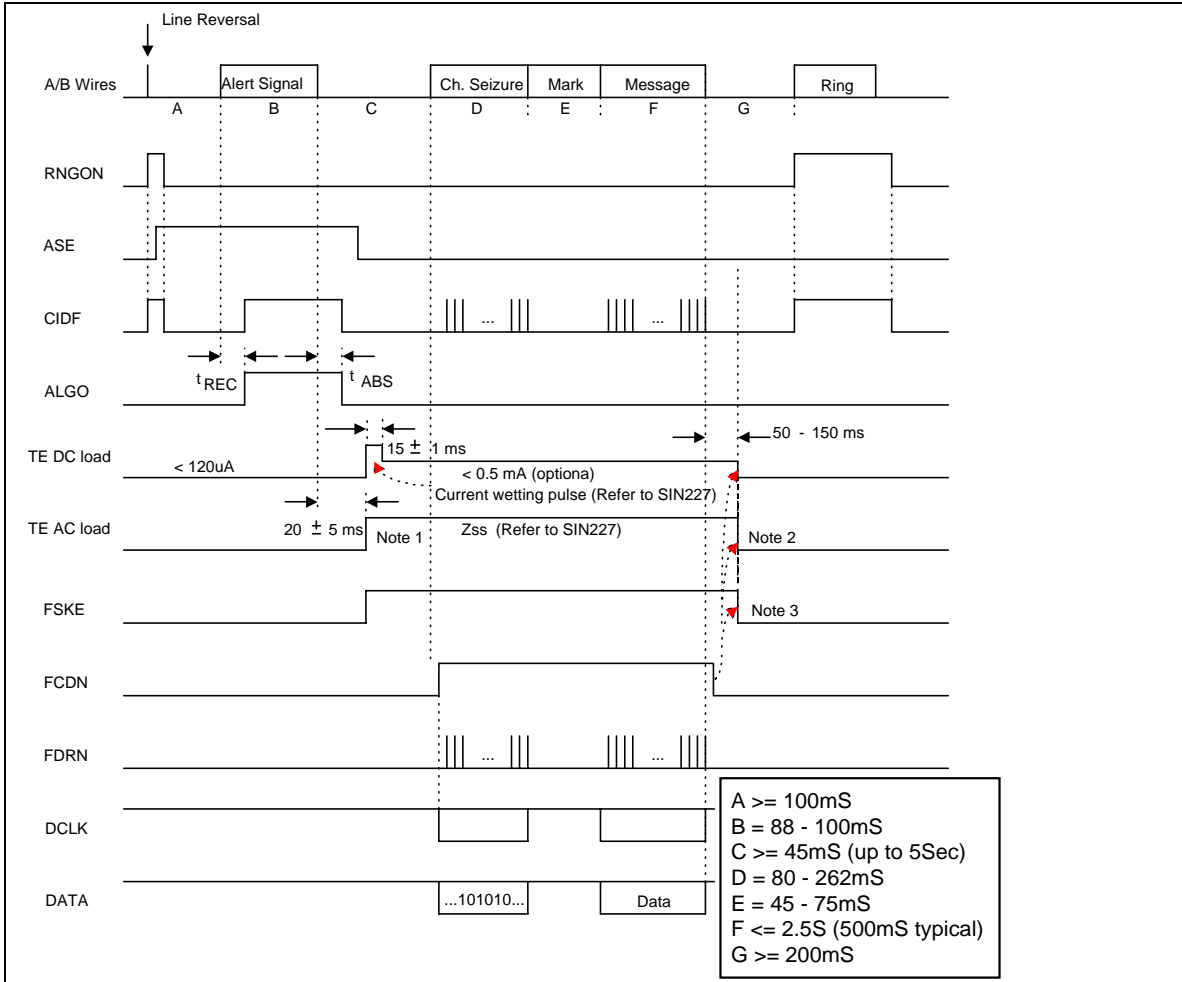 Line Reversal
A/B Wires
Alert Signal
Ch. Seizure
Mark
Message
Ring
A
B
C
D
E
F
G
RNGON
ASE
CIDF
...
...
tREC
t ABS
ALGO
TE DC load
< 120uA
15 ± 1 ms
< 0.5 mA (optiona)
50 - 150 ms
Current wetting pulse (Refer to SIN227)
TE AC load
20 ± 5 ms
Note 1
Zss (Refer to SIN227)
Note 2
FSKE
Note 3
FCDN
FDRN
...
...
DCLK
DATA
...101010...
Data
A >= 100mS
B = 88 - 100mS
C >= 45mS (up to 5Sec)
D = 80 - 262mS
E = 45 - 75mS
F <= 2.5S (500mS typical)
G >= 200mS